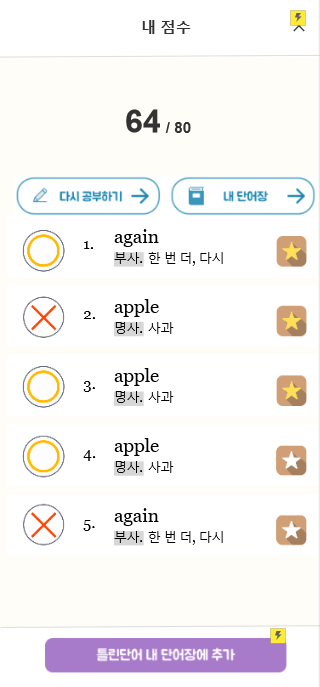 내 점수
64 / 80
다시 공부하기
내 단어장
1. again
부사. 한 번 더, 다시
2. apple
명사. 사과
3. apple
명사. 사과
4. apple
명사. 사과
5. again
부사. 한 번 더, 다시
틀린단어 내 단어장에 추가